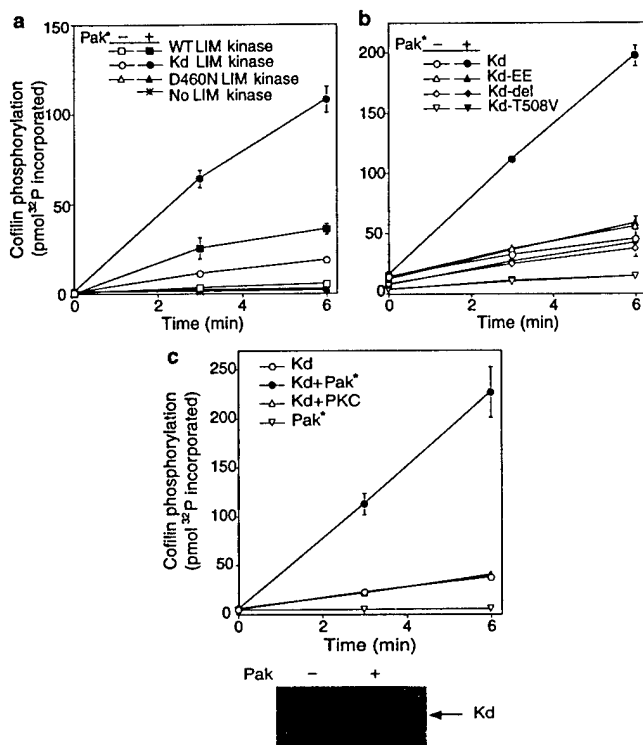 a
Pak* − +
WT LIM kinase
Kd LIM kinase
D460N LIM kinase
No LIM kinase
150
100
50
0
0 2 4 6
Time (min)
Cofilin phosphorylation
(pmol ³²P incorporated)
b
Pak* − +
Kd
Kd-EE
Kd-del
Kd-T508V
200
150
100
50
0
0 2 4 6
Time (min)
c
Kd
Kd+Pak*
Kd+PKC
Pak*
250
200
150
100
50
0
0 2 4 6
Time (min)
Cofilin phosphorylation
(pmol ³²P incorporated)
Pak − +
Kd